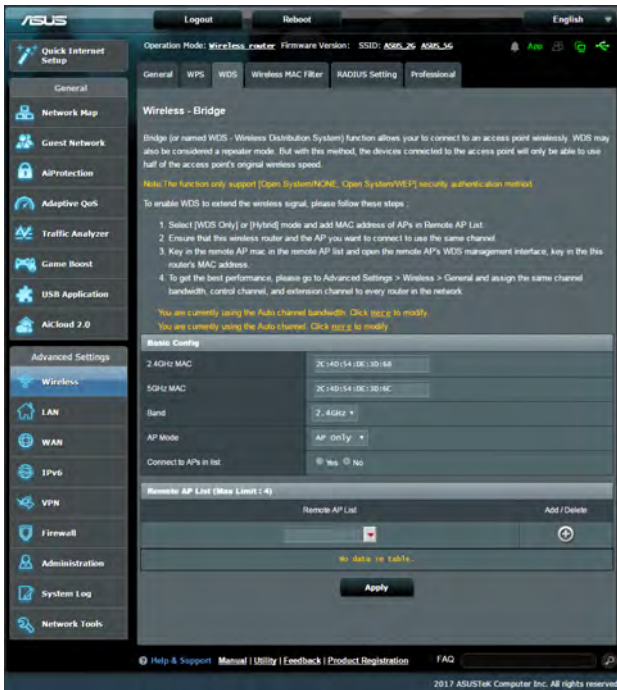 ASUS
Logout
Reboot
English
Quick Internet Setup
Operation Mode: Wireless router Firmware Version: SSID: ASUS_2G ASUS_5G
App
General WPS WDS Wireless MAC Filter RADIUS Setting Professional
General
Network Map
Guest Network
AiProtection
Adaptive QoS
Traffic Analyzer
Game Boost
USB Application
AiCloud 2.0
Advanced Settings
Wireless
LAN
WAN
IPv6
VPN
Firewall
Administration
System Log
Network Tools
Wireless - Bridge
Bridge (or named WDS - Wireless Distribution System) function allows your to connect to an access point wirelessly. WDS may
also be considered a repeater mode. But with this method, the devices connected to the access point will only be able to use
half of the access point's original wireless speed.
Note:The function only support [Open System/NONE, Open System/WEP] security authentication method.
To enable WDS to extend the wireless signal, please follow these steps :
1. Select [WDS Only] or [Hybrid] mode and add MAC address of APs in Remote AP List.
2. Ensure that this wireless router and the AP you want to connect to use the same channel.
3. Key in the remote AP mac in the remote AP list and open the remote AP's WDS management interface, key in the this
router's MAC address.
4. To get the best performance, please go to Advanced Settings > Wireless > General and assign the same channel
bandwidth, control channel, and extension channel to every router in the network.
You are currently using the Auto channel bandwidth. Click here to modify.
You are currently using the Auto channel. Click here to modify.
Basic Config
2.4GHz MAC 2C:4D:54:DE:3D:68
5GHz MAC 2C:4D:54:DE:3D:6C
Band 2.4GHz
AP Mode AP Only
Connect to APs in list Yes No
Remote AP List (Max Limit : 4)
Remote AP List Add / Delete
No data in table.
Apply
Help & Support Manual | Utility | Feedback | Product Registration FAQ
2017 ASUSTeK Computer Inc. All rights reserved